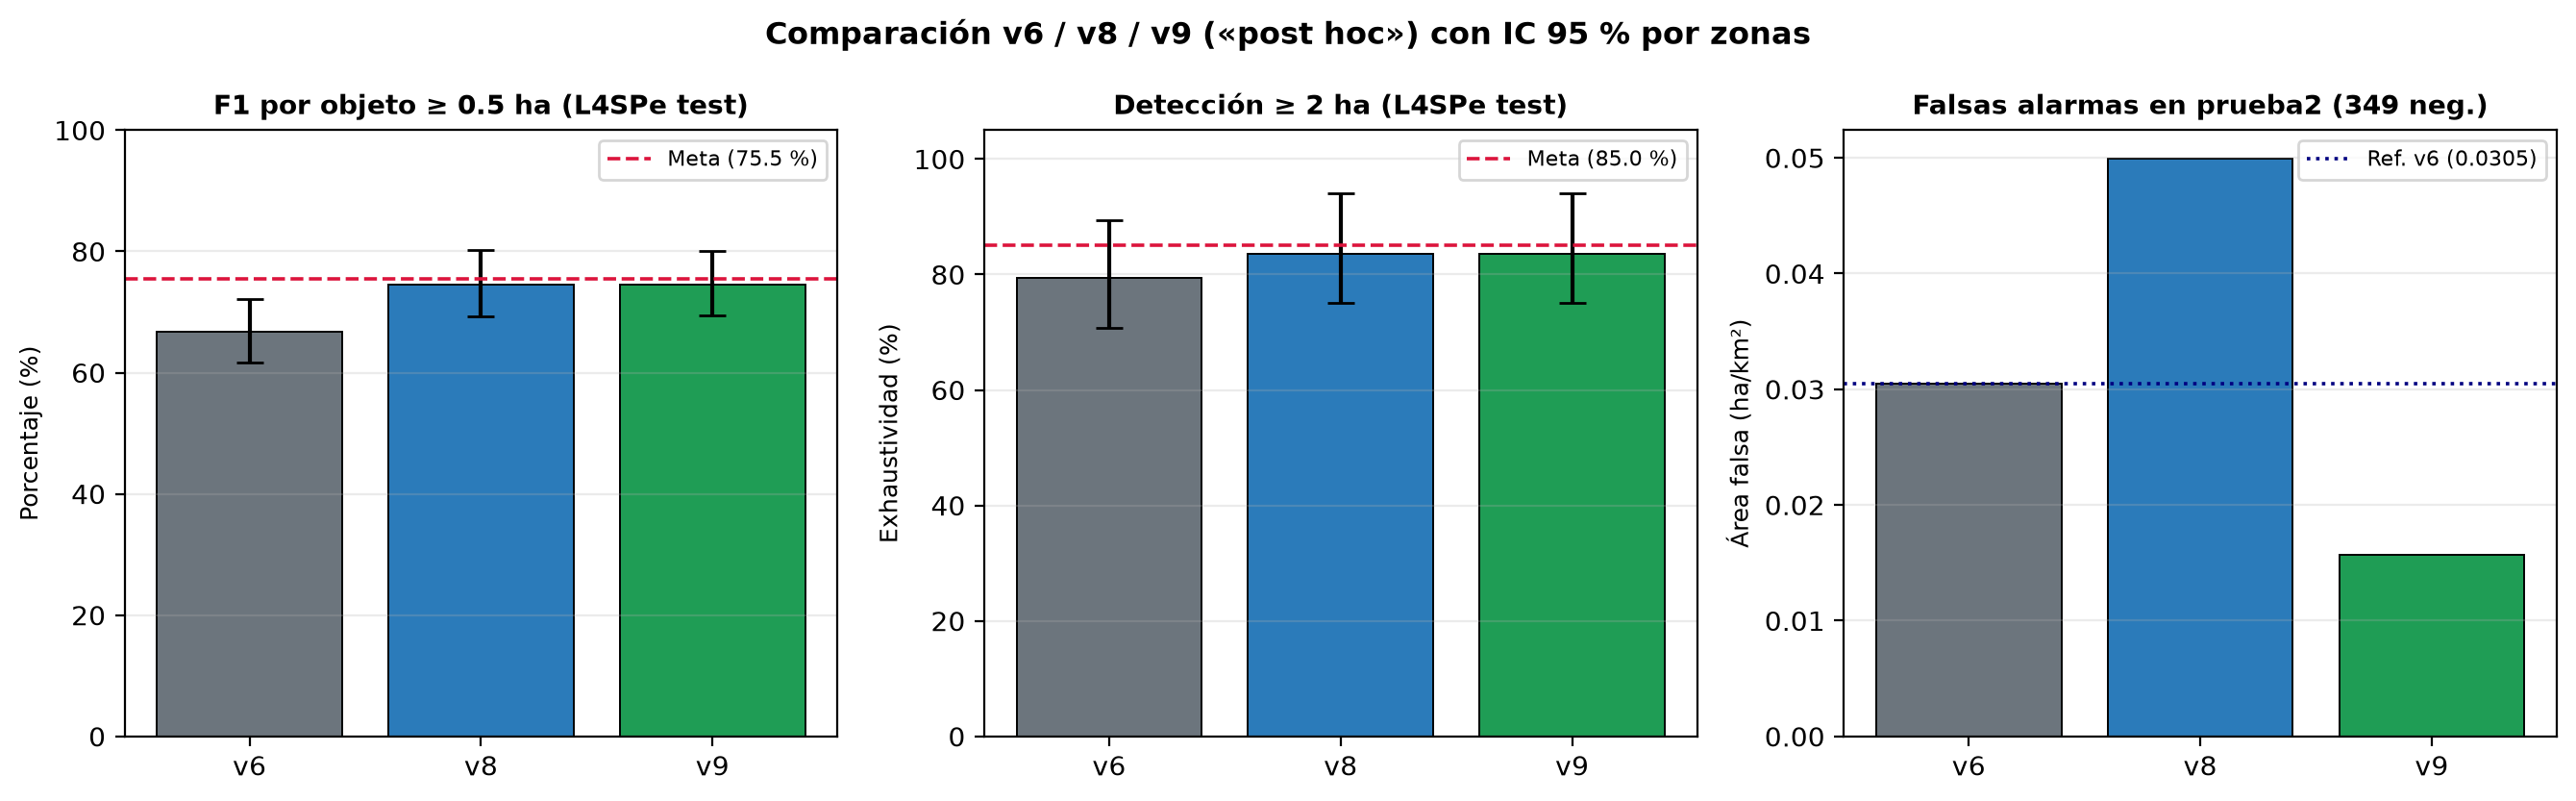 Comparación v6 / v8 / v9 («post hoc») con IC 95 % por zonas
F1 por objeto ≥ 0.5 ha (L4SPe test)
Meta (75.5 %)
Porcentaje (%)
100
80
60
40
20
0
v6
v8
v9
Detección ≥ 2 ha (L4SPe test)
Meta (85.0 %)
Exhaustividad (%)
100
80
60
40
20
0
v6
v8
v9
Falsas alarmas en prueba2 (349 neg.)
Ref. v6 (0.0305)
Área falsa (ha/km²)
0.05
0.04
0.03
0.02
0.01
0.00
v6
v8
v9